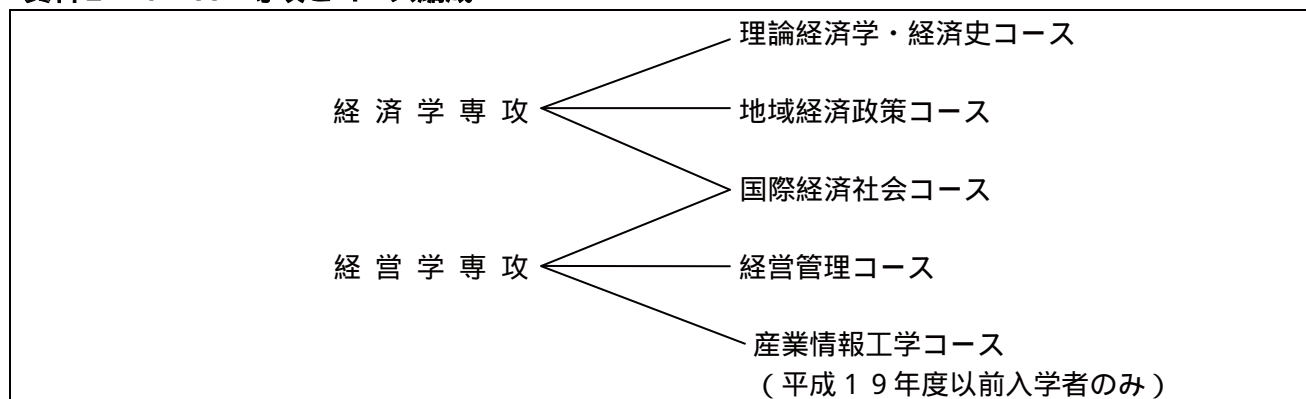 理論経済学・経済史コース
経 済 学 専 攻
地域経済政策コース
国際経済社会コース
経 営 学 専 攻
経営管理コース
産業情報工学コース
（平成１９年度以前入学者のみ）